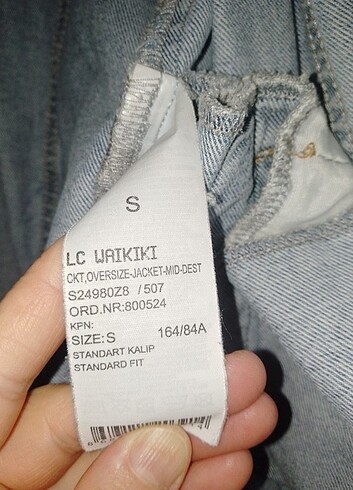 S
LC WAIKIKI
CKT,OVERSIZE-JACKET-MID-DEST
S24980Z8 /507
ORD.NR:800524
KPN:
SIZE:S 164/84A
STANDART KALIP
STANDARD FIT